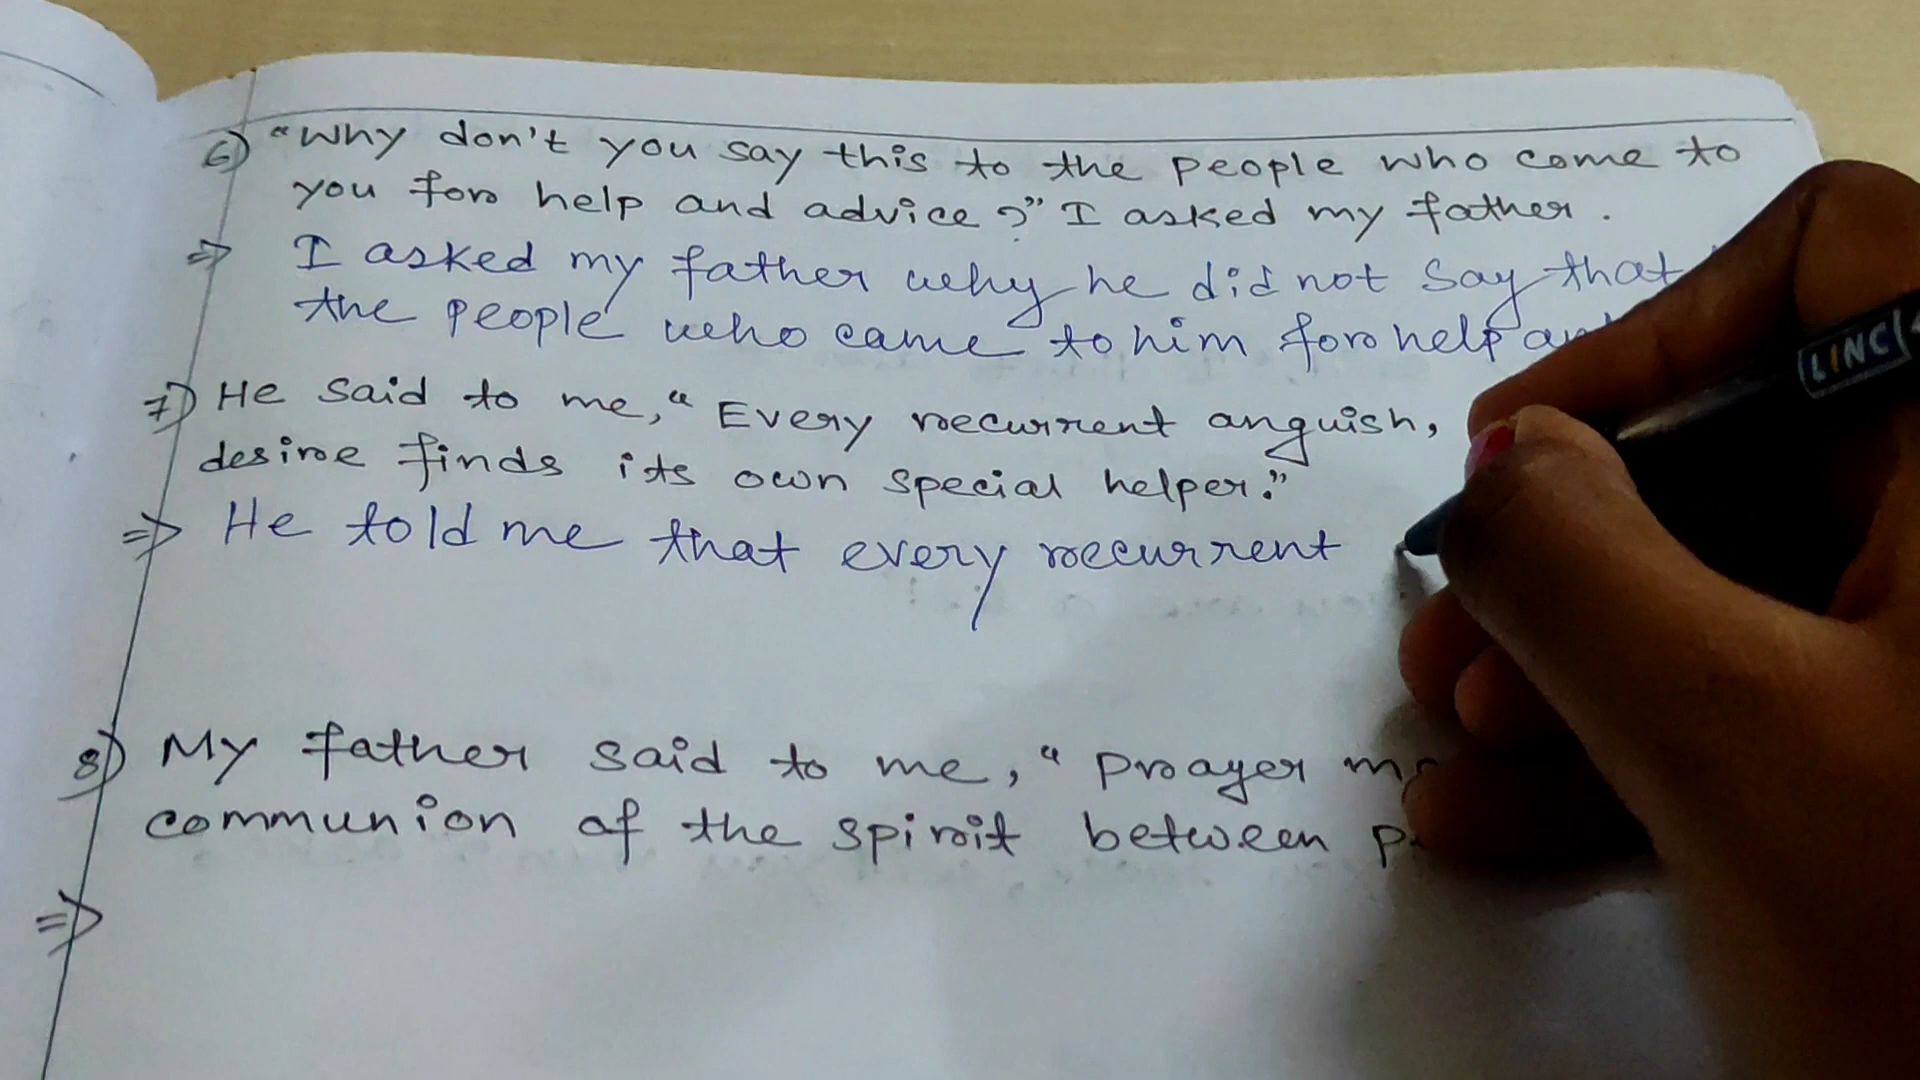 6) "Why don't you say this to the people who come to
you for help and advice?" I asked my father.
⇒ I asked my father why he did not say that
the people who came to him for help
7) He said to me, "Every recurrent anguish,
desire finds its own special helper."
⇒ He told me that every recurrent
8) My father said to me, "prayer
communion of the spirit between
⇒
LINC